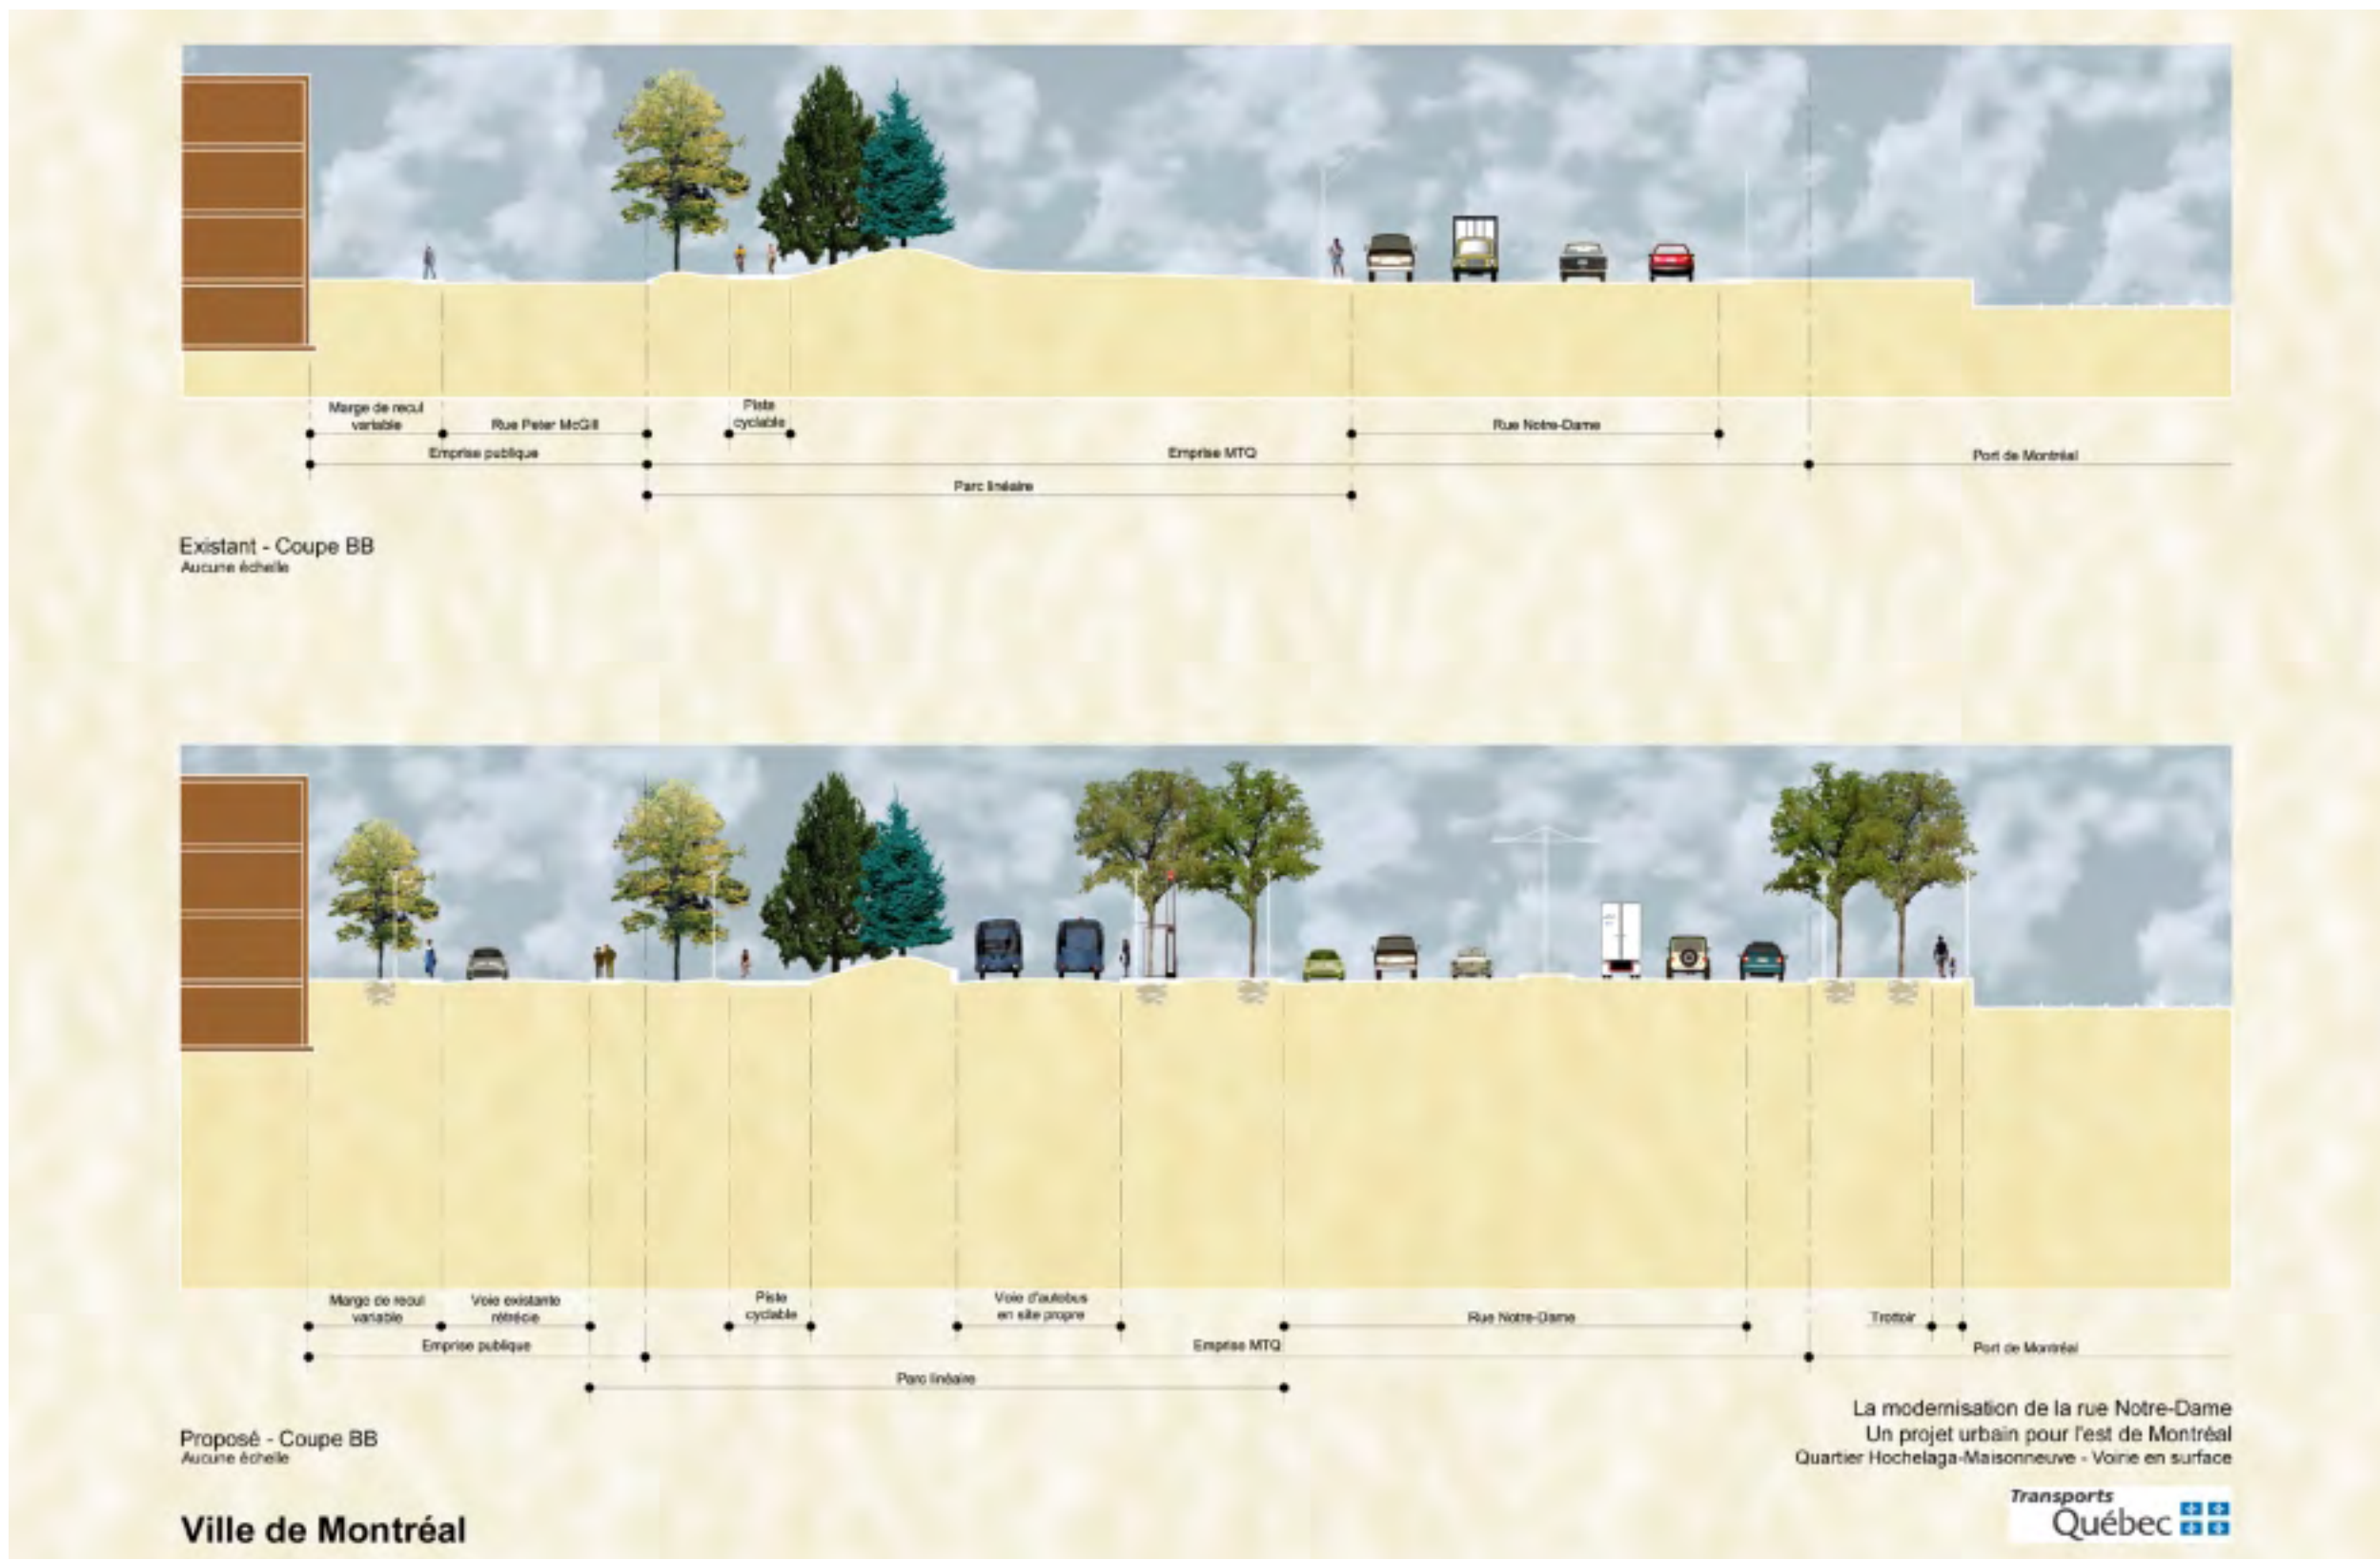 Marge de recul
variable
Rue Peter McGill
Piste
cyclable
Rue Notre-Dame
Emprise publique
Emprise MTQ
Port de Montréal
Parc linéaire
Existant - Coupe BB
Aucune échelle
Marge de recul
variable
Voie existante
rétrécie
Piste
cyclable
Voie d'autobus
en site propre
Rue Notre-Dame
Trottoir
Emprise publique
Emprise MTQ
Port de Montréal
Parc linéaire
Proposé - Coupe BB
Aucune échelle
La modernisation de la rue Notre-Dame
Un projet urbain pour l'est de Montréal
Quartier Hochelaga-Maisonneuve - Voirie en surface
Ville de Montréal
Transports
Québec